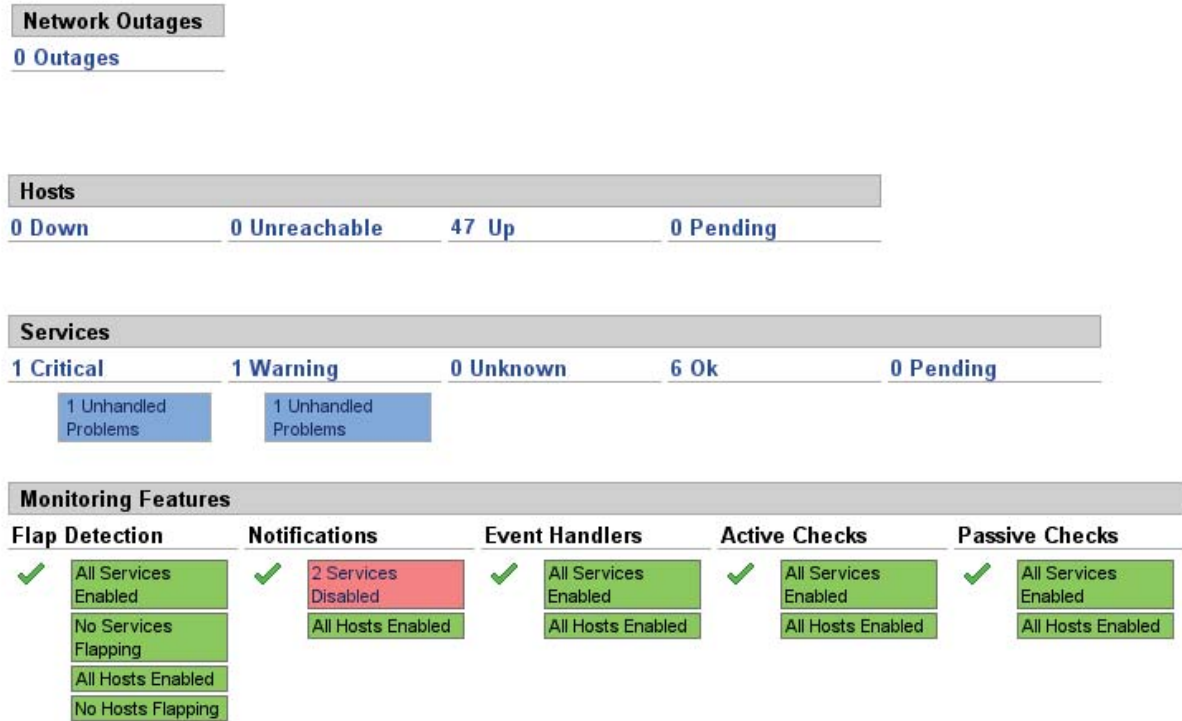 Network Outages
0 Outages
Hosts
0 Down 0 Unreachable 47 Up 0 Pending
Services
1 Critical 1 Warning 0 Unknown 6 Ok 0 Pending
1 Unhandled 1 Unhandled
Problems Problems
Monitoring Features
Flap Detection Notifications Event Handlers Active Checks Passive Checks
All Services 2 Services All Services All Services All Services
Enabled Disabled Enabled Enabled Enabled
No Services All Hosts Enabled All Hosts Enabled All Hosts Enabled All Hosts Enabled
Flapping
All Hosts Enabled
No Hosts Flapping